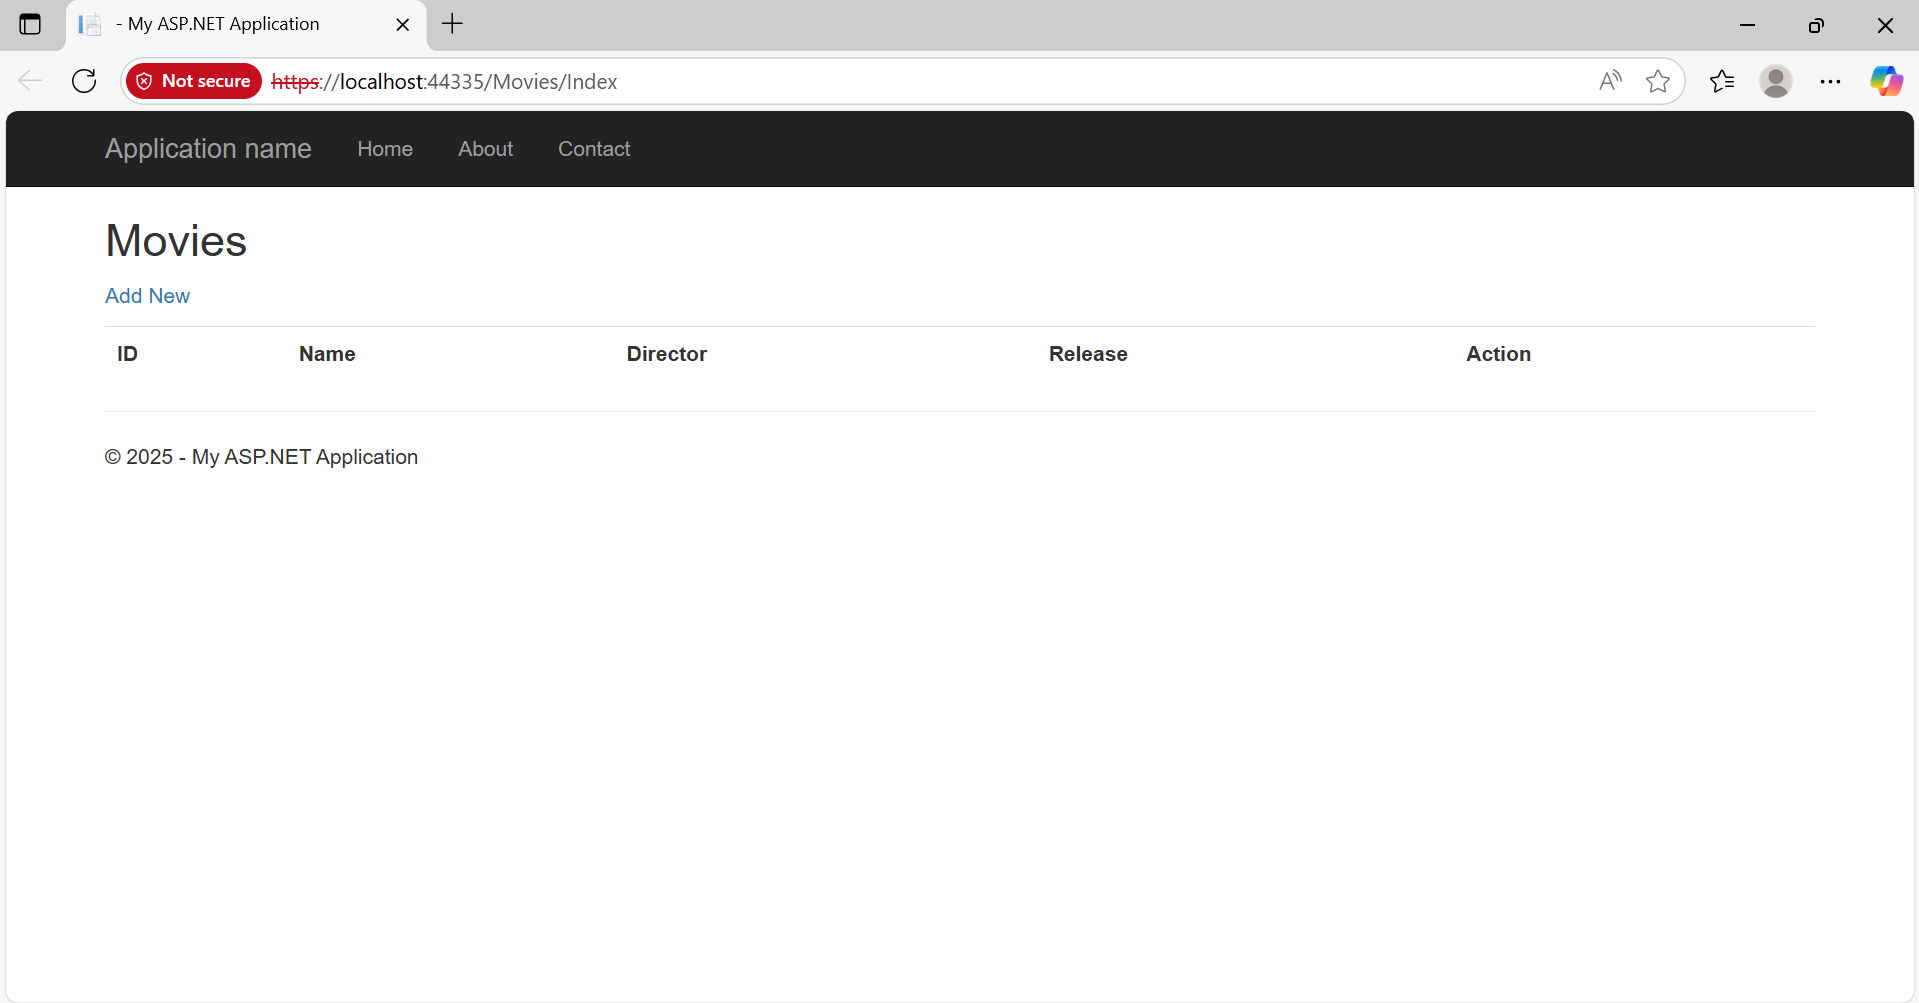 - My ASP.NET Application
Not secure https://localhost:44335/Movies/Index
Application name Home About Contact
Movies
Add New
ID Name Director Release Action
© 2025 - My ASP.NET Application